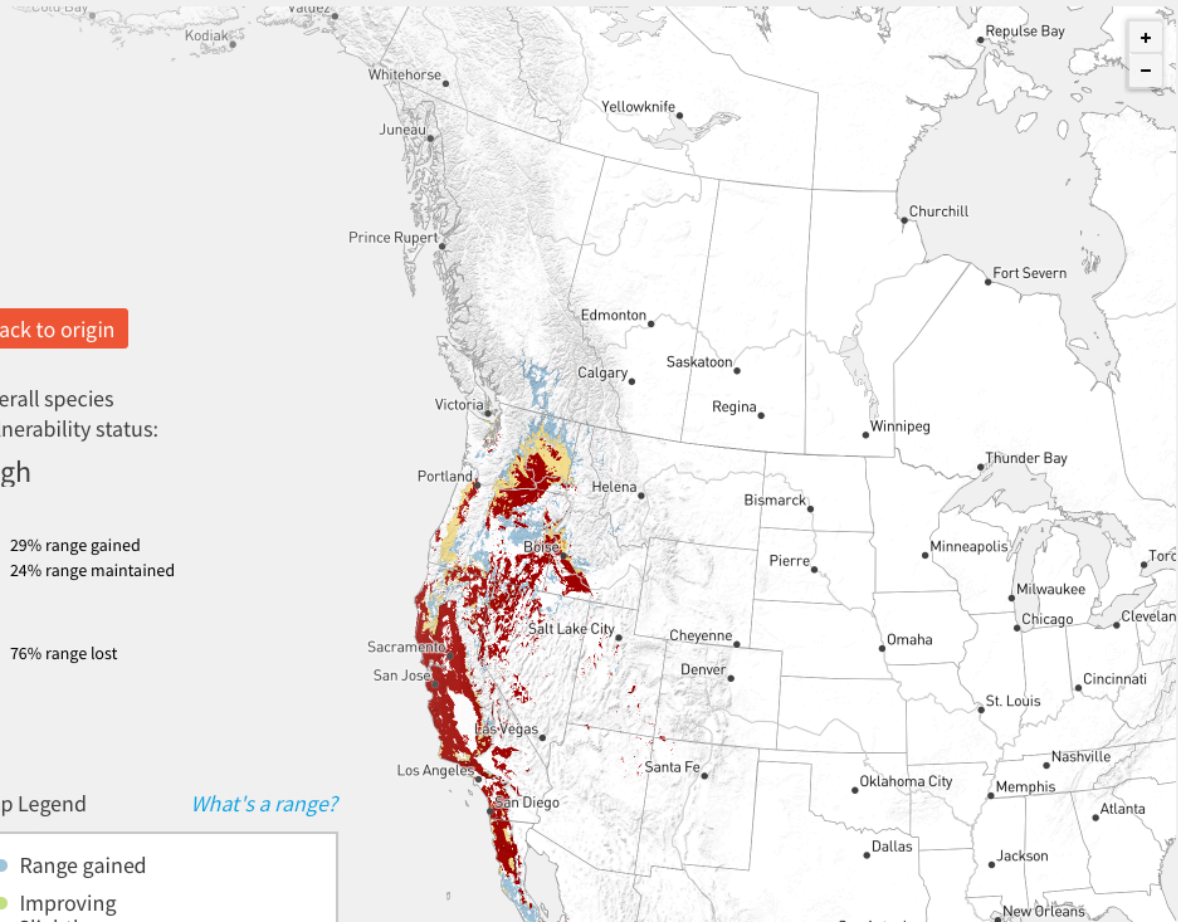 Cold Bay
Valdez
Kodiak
Repulse Bay
+
−
Whitehorse
Yellowknife
Juneau
Churchill
Prince Rupert
Fort Severn
Edmonton
ack to origin
Saskatoon
Calgary
erall species
Victoria
Regina
nerability status:
Winnipeg
gh
Portland
Thunder Bay
Helena
Bismarck
29% range gained
Boise
Minneapolis
Toro
24% range maintained
Pierre
Milwaukee
Chicago
Clevelan
Salt Lake City
Cheyenne
Omaha
Sacramento
76% range lost
San Jose
Denver
Cincinnati
St. Louis
Las Vegas
Nashville
Los Angeles
Santa Fe
Oklahoma City
Memphis
p Legend
What's a range?
San Diego
Atlanta
Dallas
Jackson
Range gained
Improving
New Orleans